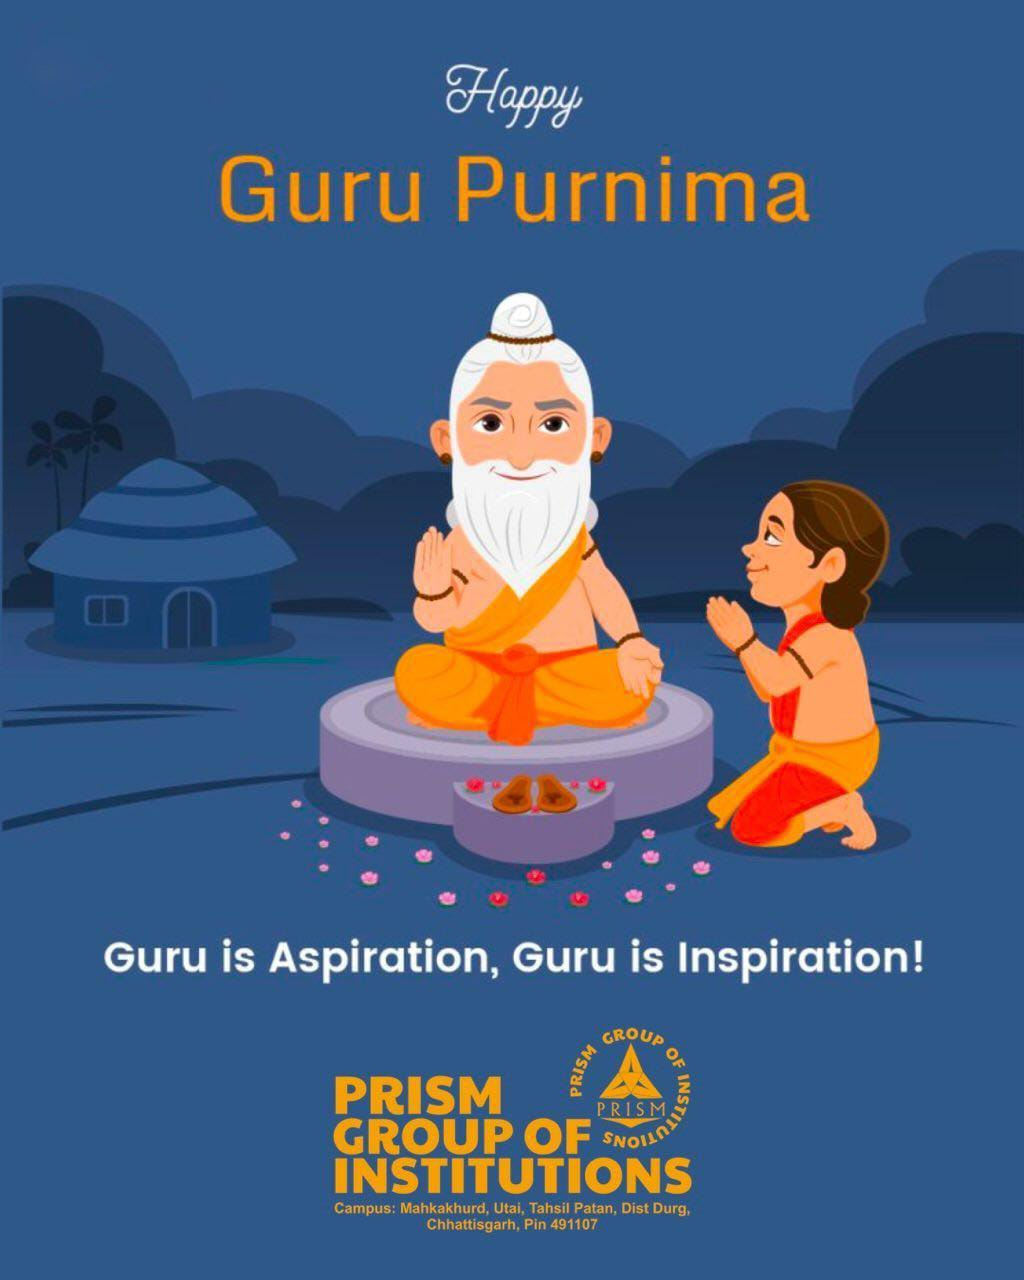 Happy
Guru Purnima
Guru is Aspiration, Guru is Inspiration!
PRISM GROUP OF INSTITUTIONS
PRISM
PRISM
GROUP OF
INSTITUTIONS
Campus: Mahkakhurd, Utai, Tahsil Patan, Dist Durg,
Chhattisgarh, Pin 491107